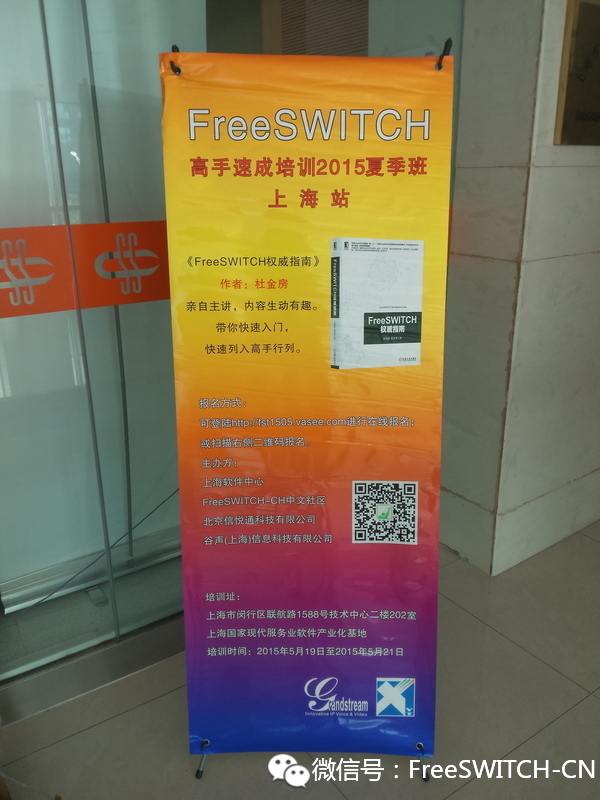 FreeSWITCH
高手速成培训2015夏季班
上海站
《FreeSWITCH权威指南》
作者：杜金房
亲自主讲，内容生动有趣。
带你快速入门，
快速列入高手行列。
FreeSWITCH
权威指南
报名方式：
可登陆http://fst1505.vasee.com进行在线报名；
或扫描右侧二维码报名。
主办方：
上海软件中心
FreeSWITCH-CH中文社区
北京信悦通科技有限公司
谷声(上海)信息科技有限公司
培训址：
上海市闵行区联航路1588号技术中心二楼202室
上海国家现代服务业软件产业化基地
培训时间：2015年5月19日至2015年5月21日
Grandstream
Innovative IP Voice & Video
微信号：FreeSWITCH-CN